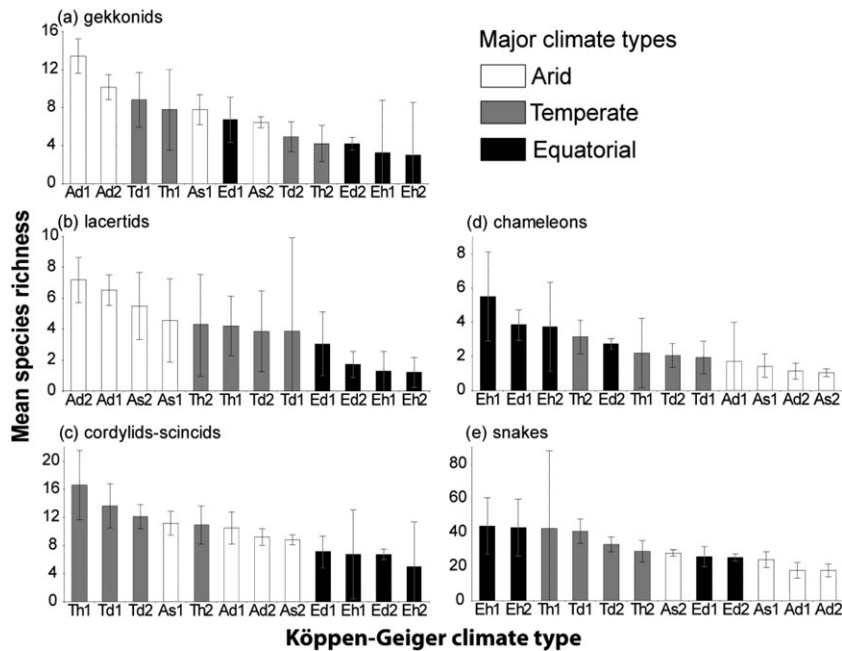 (a) gekkonids
16
12
8
4
0
Ad1 Ad2 Td1 Th1 As1 Ed1 As2 Td2 Th2 Ed2 Eh1 Eh2
Major climate types
Arid
Temperate
Equatorial
Mean species richness
(b) lacertids
10
8
6
4
2
0
Ad2 Ad1 As2 As1 Th2 Th1 Td2 Td1 Ed1 Ed2 Eh1 Eh2
(d) chameleons
8
6
4
2
0
Eh1 Ed1 Eh2 Th2 Ed2 Th1 Td2 Td1 Ad1 As1 Ad2 As2
(c) cordylids-scincids
20
16
12
8
4
0
Th1 Td1 Td2 As1 Th2 Ad1 Ad2 As2 Ed1 Eh1 Ed2 Eh2
(e) snakes
80
60
40
20
0
Eh1 Eh2 Th1 Td1 Td2 Th2 As2 Ed1 Ed2 As1 Ad1 Ad2
Köppen-Geiger climate type